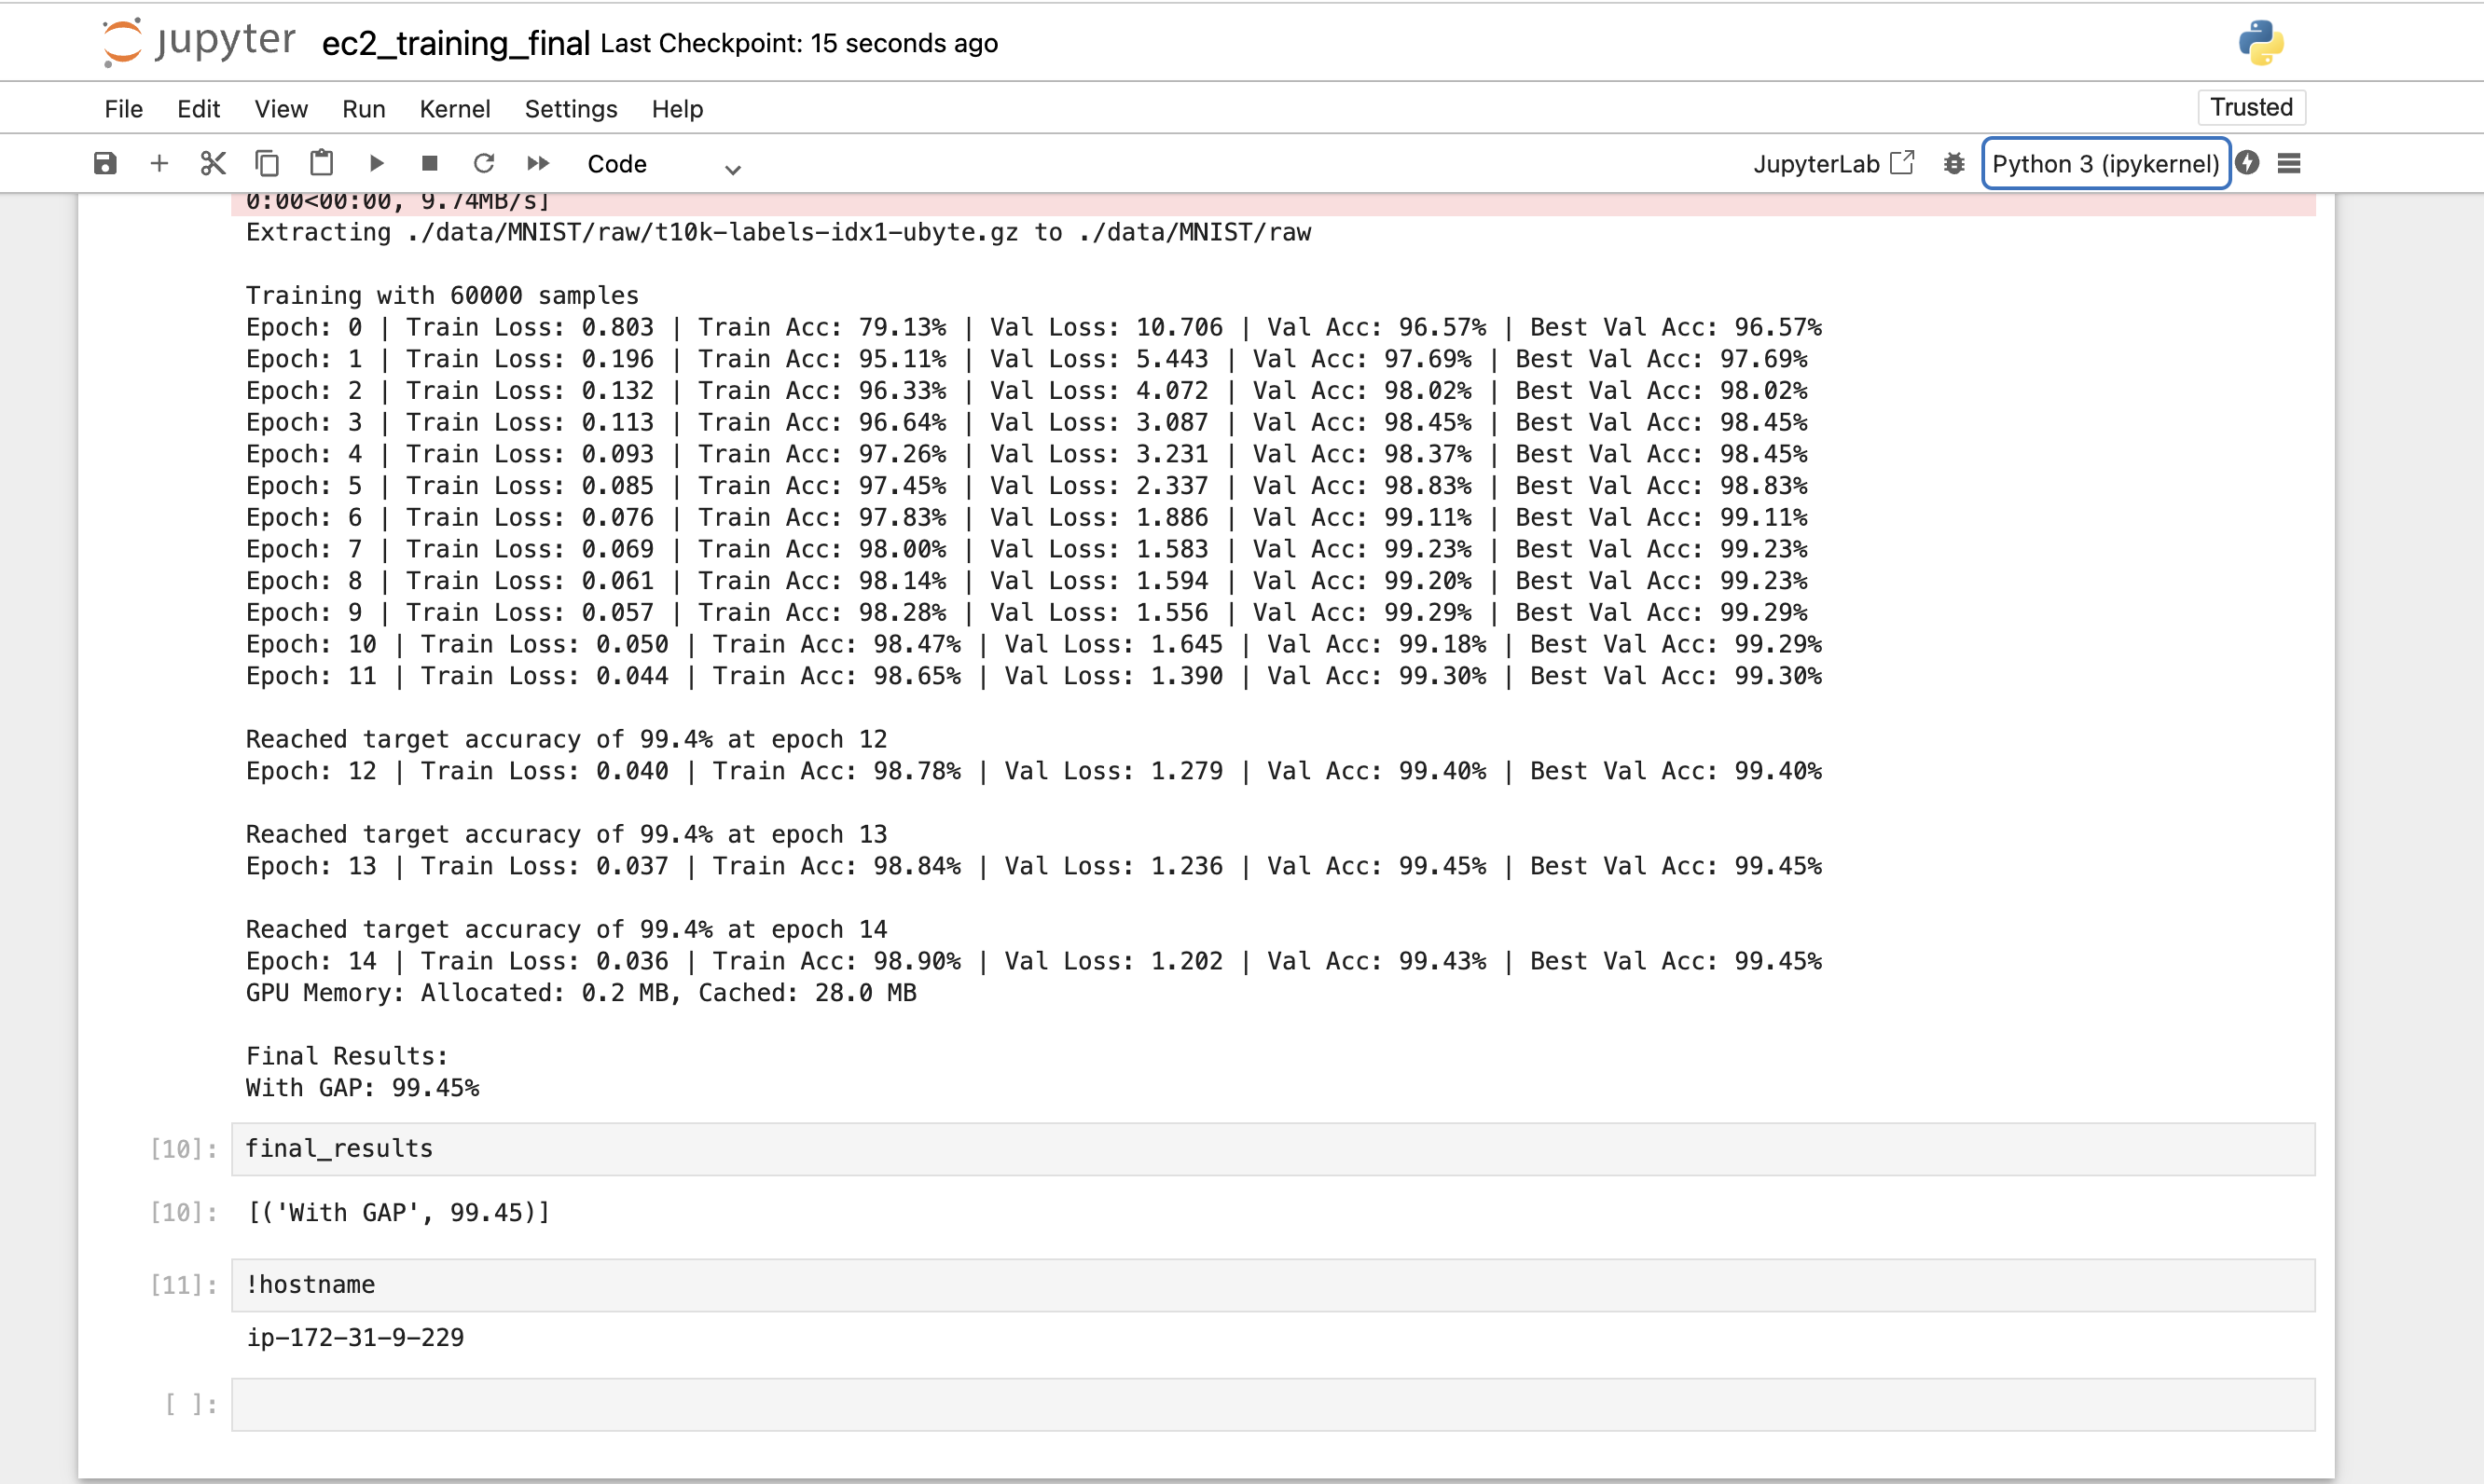 jupyter ec2_training_final Last Checkpoint: 15 seconds ago
File Edit View Run Kernel Settings Help Trusted
Code JupyterLab Python 3 (ipykernel)
0:00<00:00, 9.74MB/s]
Extracting ./data/MNIST/raw/t10k-labels-idx1-ubyte.gz to ./data/MNIST/raw
Training with 60000 samples
Epoch: 0 | Train Loss: 0.803 | Train Acc: 79.13% | Val Loss: 10.706 | Val Acc: 96.57% | Best Val Acc: 96.57%
Epoch: 1 | Train Loss: 0.196 | Train Acc: 95.11% | Val Loss: 5.443 | Val Acc: 97.69% | Best Val Acc: 97.69%
Epoch: 2 | Train Loss: 0.132 | Train Acc: 96.33% | Val Loss: 4.072 | Val Acc: 98.02% | Best Val Acc: 98.02%
Epoch: 3 | Train Loss: 0.113 | Train Acc: 96.64% | Val Loss: 3.087 | Val Acc: 98.45% | Best Val Acc: 98.45%
Epoch: 4 | Train Loss: 0.093 | Train Acc: 97.26% | Val Loss: 3.231 | Val Acc: 98.37% | Best Val Acc: 98.45%
Epoch: 5 | Train Loss: 0.085 | Train Acc: 97.45% | Val Loss: 2.337 | Val Acc: 98.83% | Best Val Acc: 98.83%
Epoch: 6 | Train Loss: 0.076 | Train Acc: 97.83% | Val Loss: 1.886 | Val Acc: 99.11% | Best Val Acc: 99.11%
Epoch: 7 | Train Loss: 0.069 | Train Acc: 98.00% | Val Loss: 1.583 | Val Acc: 99.23% | Best Val Acc: 99.23%
Epoch: 8 | Train Loss: 0.061 | Train Acc: 98.14% | Val Loss: 1.594 | Val Acc: 99.20% | Best Val Acc: 99.23%
Epoch: 9 | Train Loss: 0.057 | Train Acc: 98.28% | Val Loss: 1.556 | Val Acc: 99.29% | Best Val Acc: 99.29%
Epoch: 10 | Train Loss: 0.050 | Train Acc: 98.47% | Val Loss: 1.645 | Val Acc: 99.18% | Best Val Acc: 99.29%
Epoch: 11 | Train Loss: 0.044 | Train Acc: 98.65% | Val Loss: 1.390 | Val Acc: 99.30% | Best Val Acc: 99.30%
Reached target accuracy of 99.4% at epoch 12
Epoch: 12 | Train Loss: 0.040 | Train Acc: 98.78% | Val Loss: 1.279 | Val Acc: 99.40% | Best Val Acc: 99.40%
Reached target accuracy of 99.4% at epoch 13
Epoch: 13 | Train Loss: 0.037 | Train Acc: 98.84% | Val Loss: 1.236 | Val Acc: 99.45% | Best Val Acc: 99.45%
Reached target accuracy of 99.4% at epoch 14
Epoch: 14 | Train Loss: 0.036 | Train Acc: 98.90% | Val Loss: 1.202 | Val Acc: 99.43% | Best Val Acc: 99.45%
GPU Memory: Allocated: 0.2 MB, Cached: 28.0 MB
Final Results:
With GAP: 99.45%
[10]: final_results
[10]: [('With GAP', 99.45)]
[11]: !hostname
ip-172-31-9-229
[ ]: